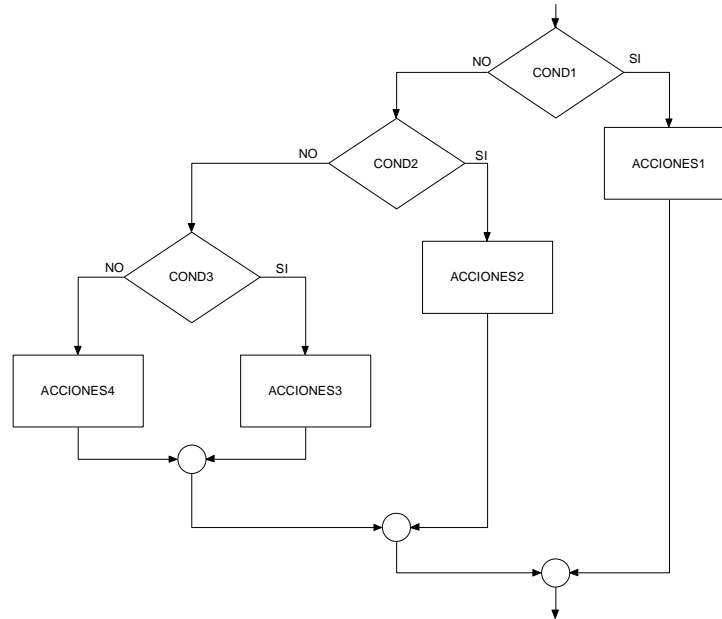 NO
COND1
SI
NO
COND2
SI
ACCIONES1
NO
COND3
SI
ACCIONES2
ACCIONES4
ACCIONES3